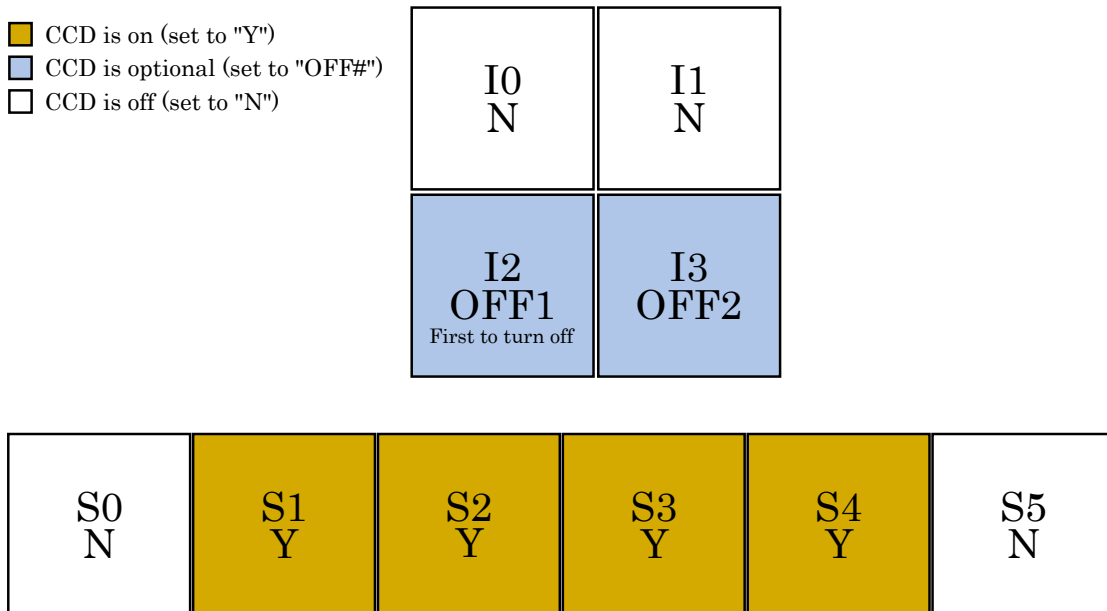 CCD is on (set to "Y")
CCD is optional (set to "OFF#")
CCD is off (set to "N")
I0
N
I1
N
I2
OFF1
First to turn off
I3
OFF2
S0
N
S1
Y
S2
Y
S3
Y
S4
Y
S5
N